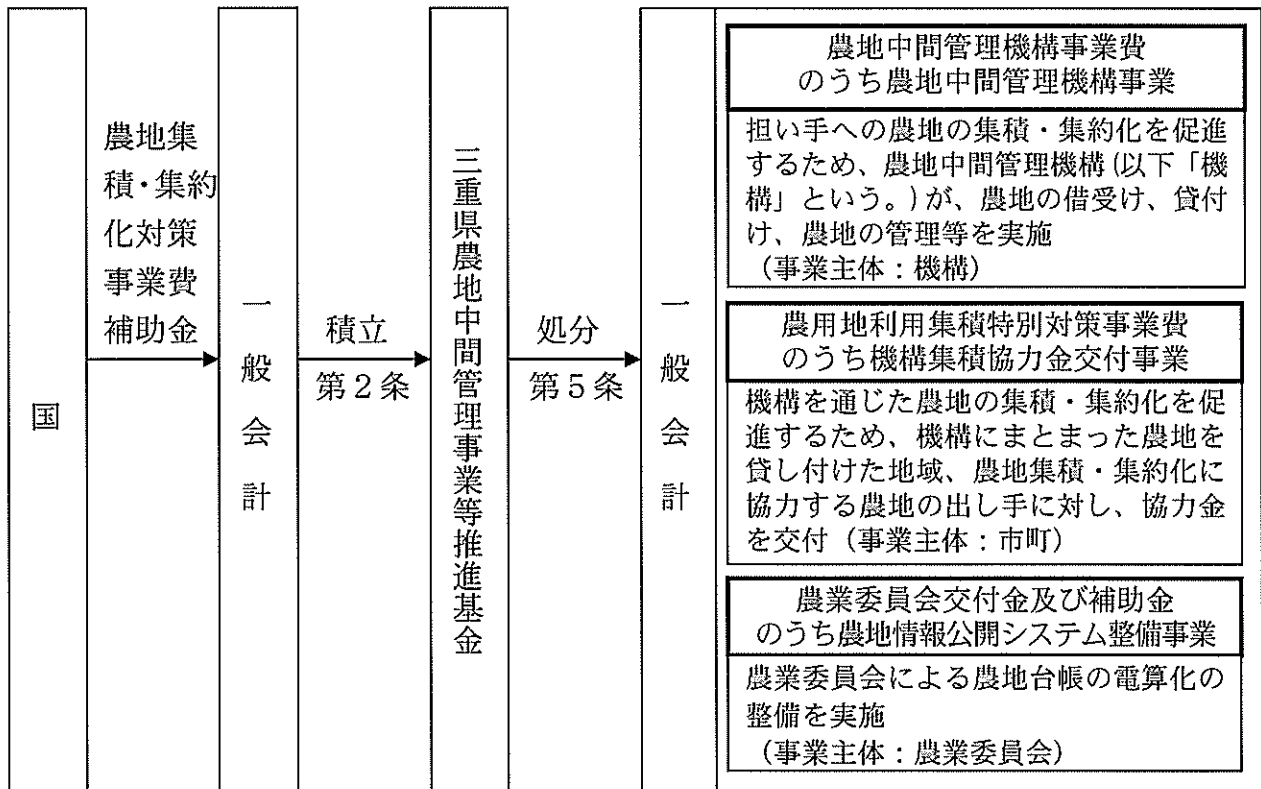 国
農地集
積・集約
化対策
事業費
補助金
一般会計
積立
第２条
三重県農地中間管理事業等推進基金
処分
第５条
一般会計
農地中間管理機構事業費
のうち農地中間管理機構事業
担い手への農地の集積・集約化を促進
するため、農地中間管理機構(以下「機
構」という。)が、農地の借受け、貸付
け、農地の管理等を実施
（事業主体：機構）
農用地利用集積特別対策事業費
のうち機構集積協力金交付事業
機構を通じた農地の集積・集約化を促
進するため、機構にまとまった農地を
貸し付けた地域、農地集積・集約化に
協力する農地の出し手に対し、協力金
を交付（事業主体：市町）
農業委員会交付金及び補助金
のうち農地情報公開システム整備事業
農業委員会による農地台帳の電算化の
整備を実施
（事業主体：農業委員会）